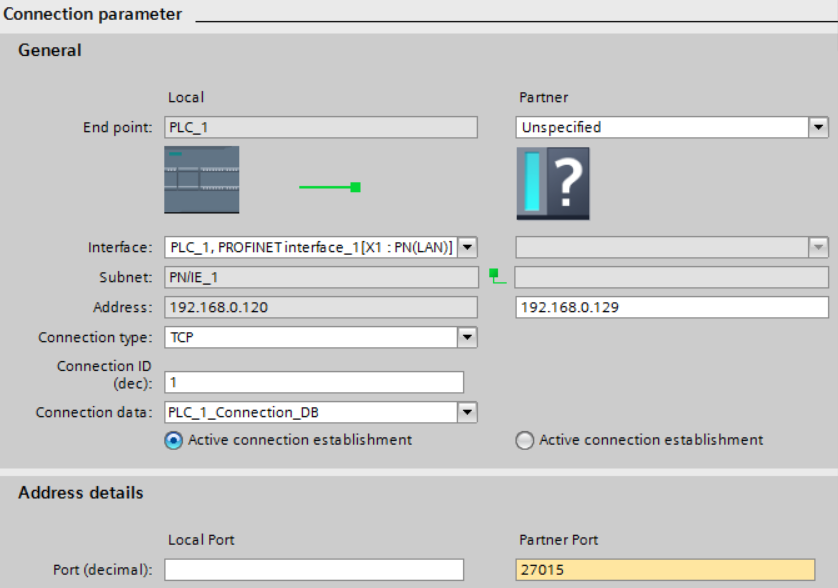 Connection parameter
General
Local Partner
End point: PLC_1 Unspecified
?
Interface: PLC_1, PROFINET interface_1[X1 : PN(LAN)]
Subnet: PN/IE_1
Address: 192.168.0.120 192.168.0.129
Connection type: TCP
Connection ID
(dec): 1
Connection data: PLC_1_Connection_DB
Active connection establishment Active connection establishment
Address details
Local Port Partner Port
Port (decimal): 27015